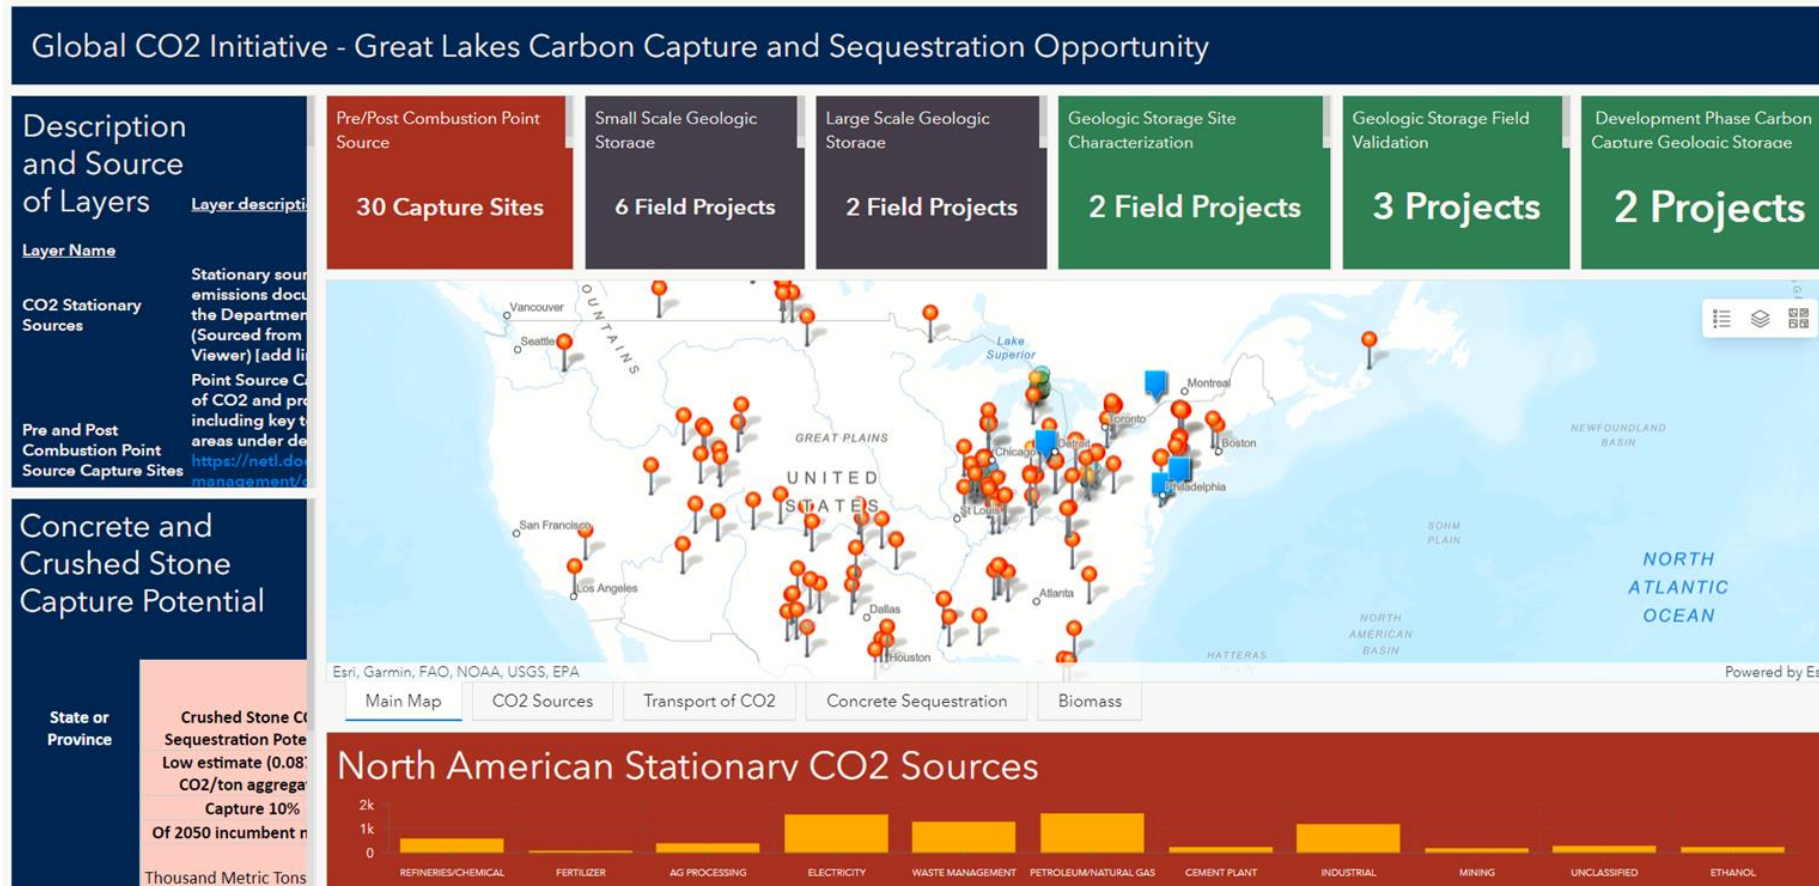 Global CO2 Initiative - Great Lakes Carbon Capture and Sequestration Opportunity
Description
and Source
of Layers
Layer descripti
Layer Name
CO2 Stationary
Sources
Stationary sour
emissions docu
the Departmen
(Sourced from
Viewer) [add li
Pre and Post
Combustion Point
Source Capture Sites
Point Source Ca
of CO2 and pro
including key t
areas under de
https://netl.doe
management/c
Concrete and
Crushed Stone
Capture Potential
State or
Province
Crushed Stone CO
Sequestration Pote
Low estimate (0.087
CO2/ton aggrega
Capture 10%
Of 2050 incumbent m
Thousand Metric Tons
Pre/Post Combustion Point
Source
30 Capture Sites
Small Scale Geologic
Storage
6 Field Projects
Large Scale Geologic
Storage
2 Field Projects
Geologic Storage Site
Characterization
2 Field Projects
Geologic Storage Field
Validation
3 Projects
Development Phase Carbon
Capture Geologic Storage
2 Projects
Vancouver
OUNTAINS
Seattle
Lake
Superior
Montreal
Toronto
GREAT PLAINS
Boston
Detroit
Chicago
NEWFOUNDLAND
BASIN
UNITED
STATES
Philadelphia
St Louis
San Francisco
SOHM
PLAIN
NORTH
ATLANTIC
OCEAN
Los Angeles
Atlanta
Dallas
NORTH
AMERICAN
BASIN
Houston
HATTERAS
PLAIN
Esri, Garmin, FAO, NOAA, USGS, EPA
Powered by Es
Main Map
CO2 Sources
Transport of CO2
Concrete Sequestration
Biomass
North American Stationary CO2 Sources
2k
1k
0
REFINERIES/CHEMICAL
FERTILIZER
AG PROCESSING
ELECTRICITY
WASTE MANAGEMENT
PETROLEUM/NATURAL GAS
CEMENT PLANT
INDUSTRIAL
MINING
UNCLASSIFIED
ETHANOL